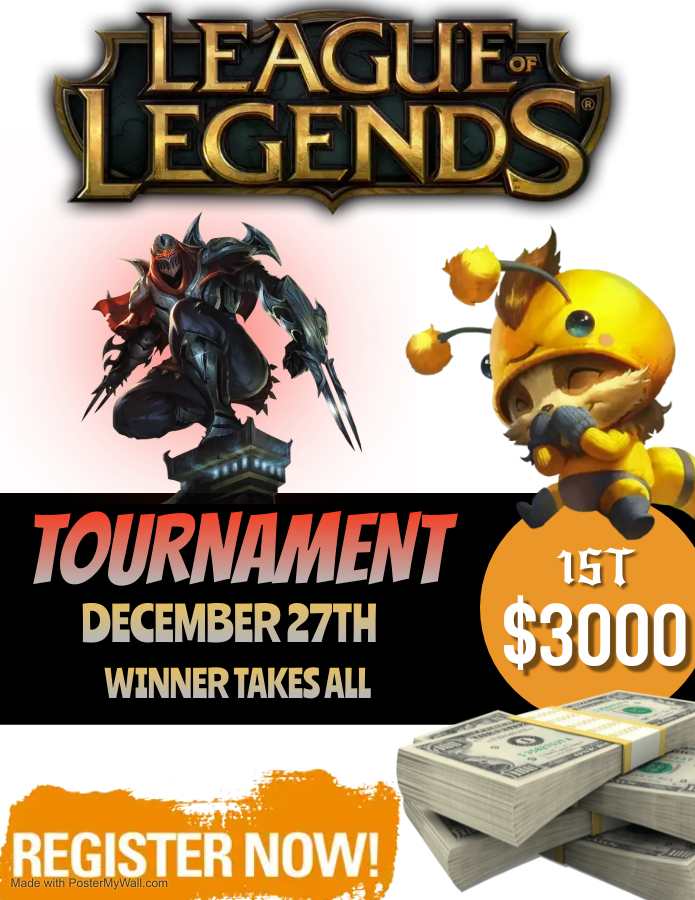 LEAGUE OF
LEGENDS®
TOURNAMENT
DECEMBER 27TH
WINNER TAKES ALL
1ST
$3000
REGISTER NOW!
Made with PosterMyWall.com